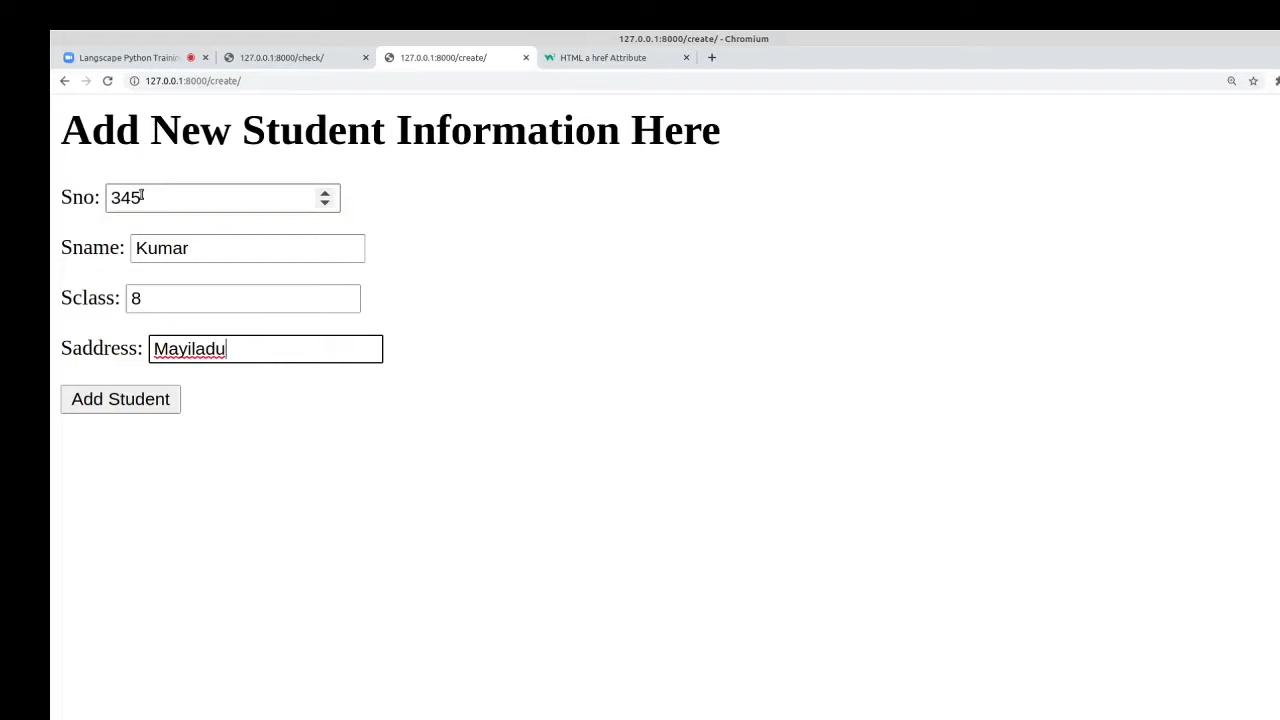 127.0.0.1:8000/create/ - Chromium
Langscape Python Trainin
127.0.0.1:8000/check/
127.0.0.1:8000/create/
HTML a href Attribute
127.0.0.1:8000/create/
Add New Student Information Here
Sno: 345
Sname: Kumar
Sclass: 8
Saddress: Mayiladu
Add Student